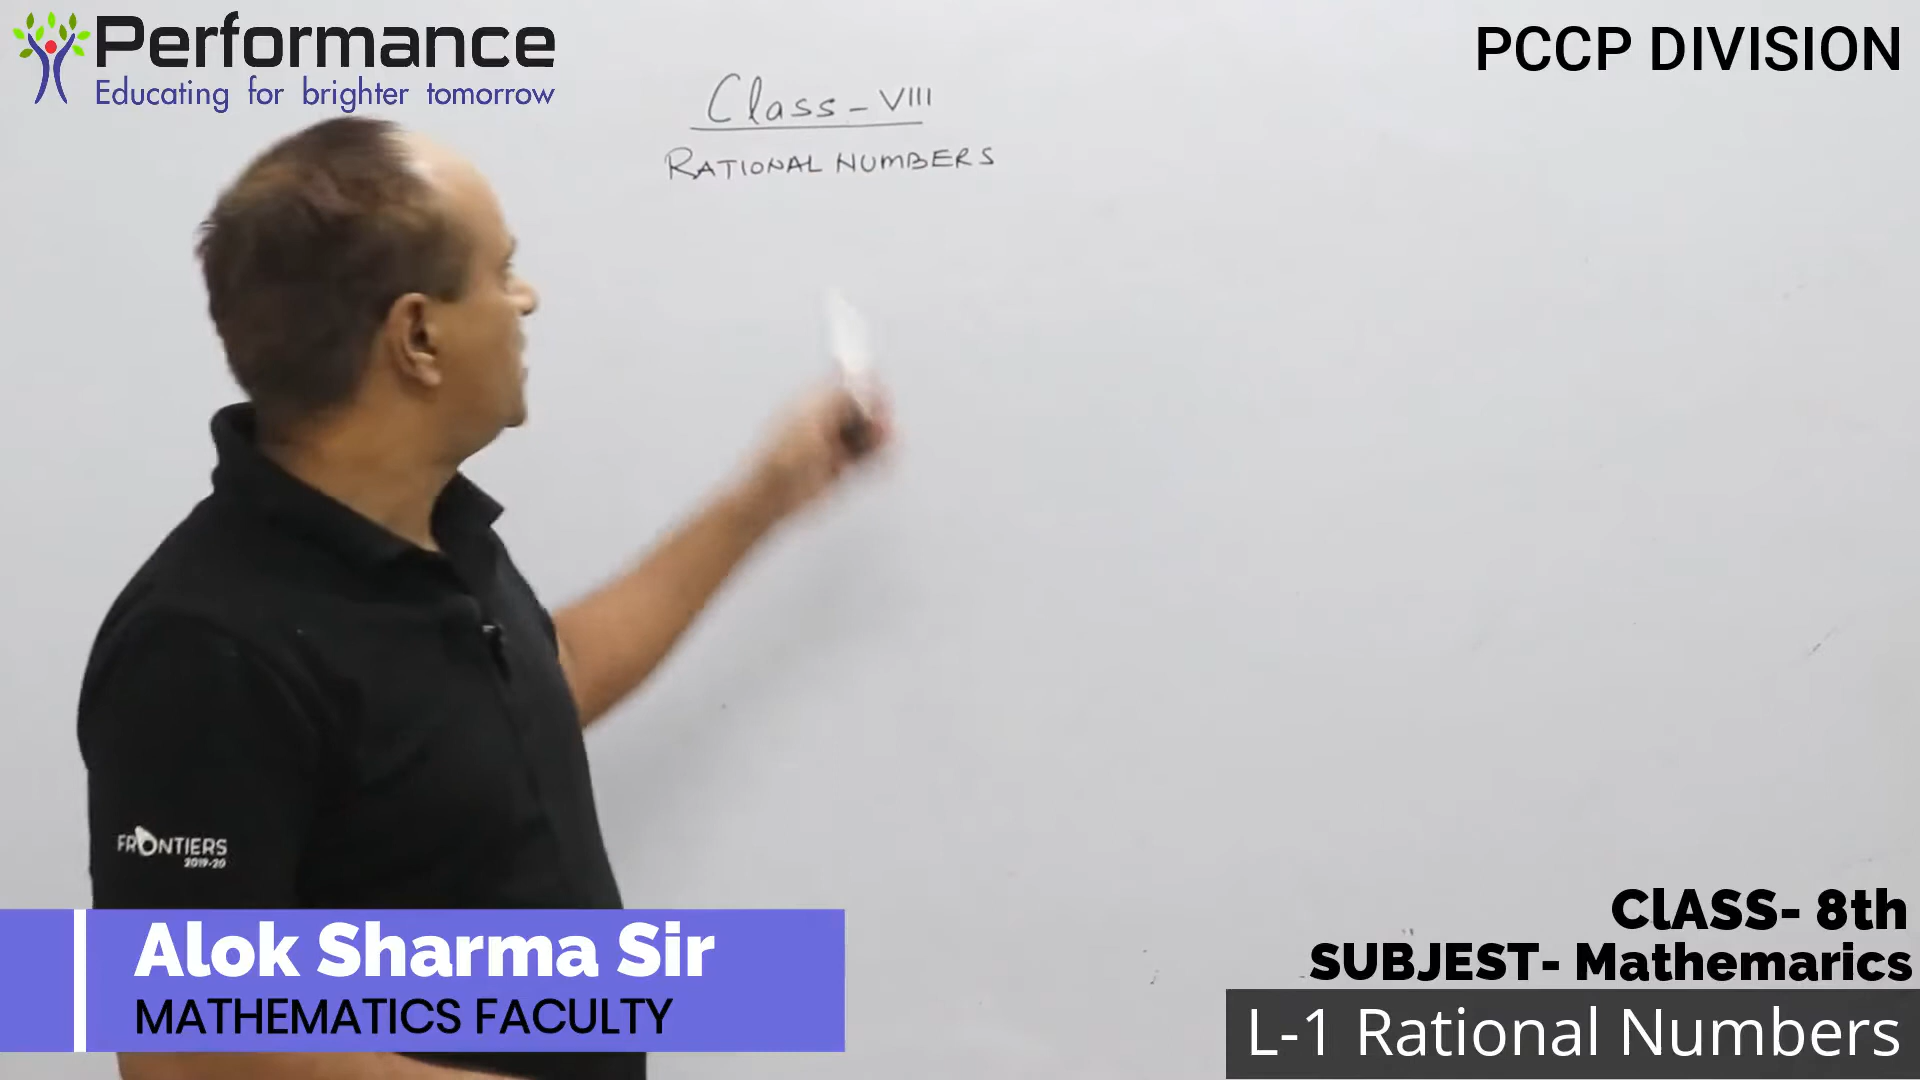 Performance
Educating for brighter tomorrow
PCCP DIVISION
Class - VIII
RATIONAL NUMBERS
FRONTIERS
2019-20
Alok Sharma Sir
MATHEMATICS FACULTY
ClASS- 8th
SUBJEST- Mathemarics
L-1 Rational Numbers